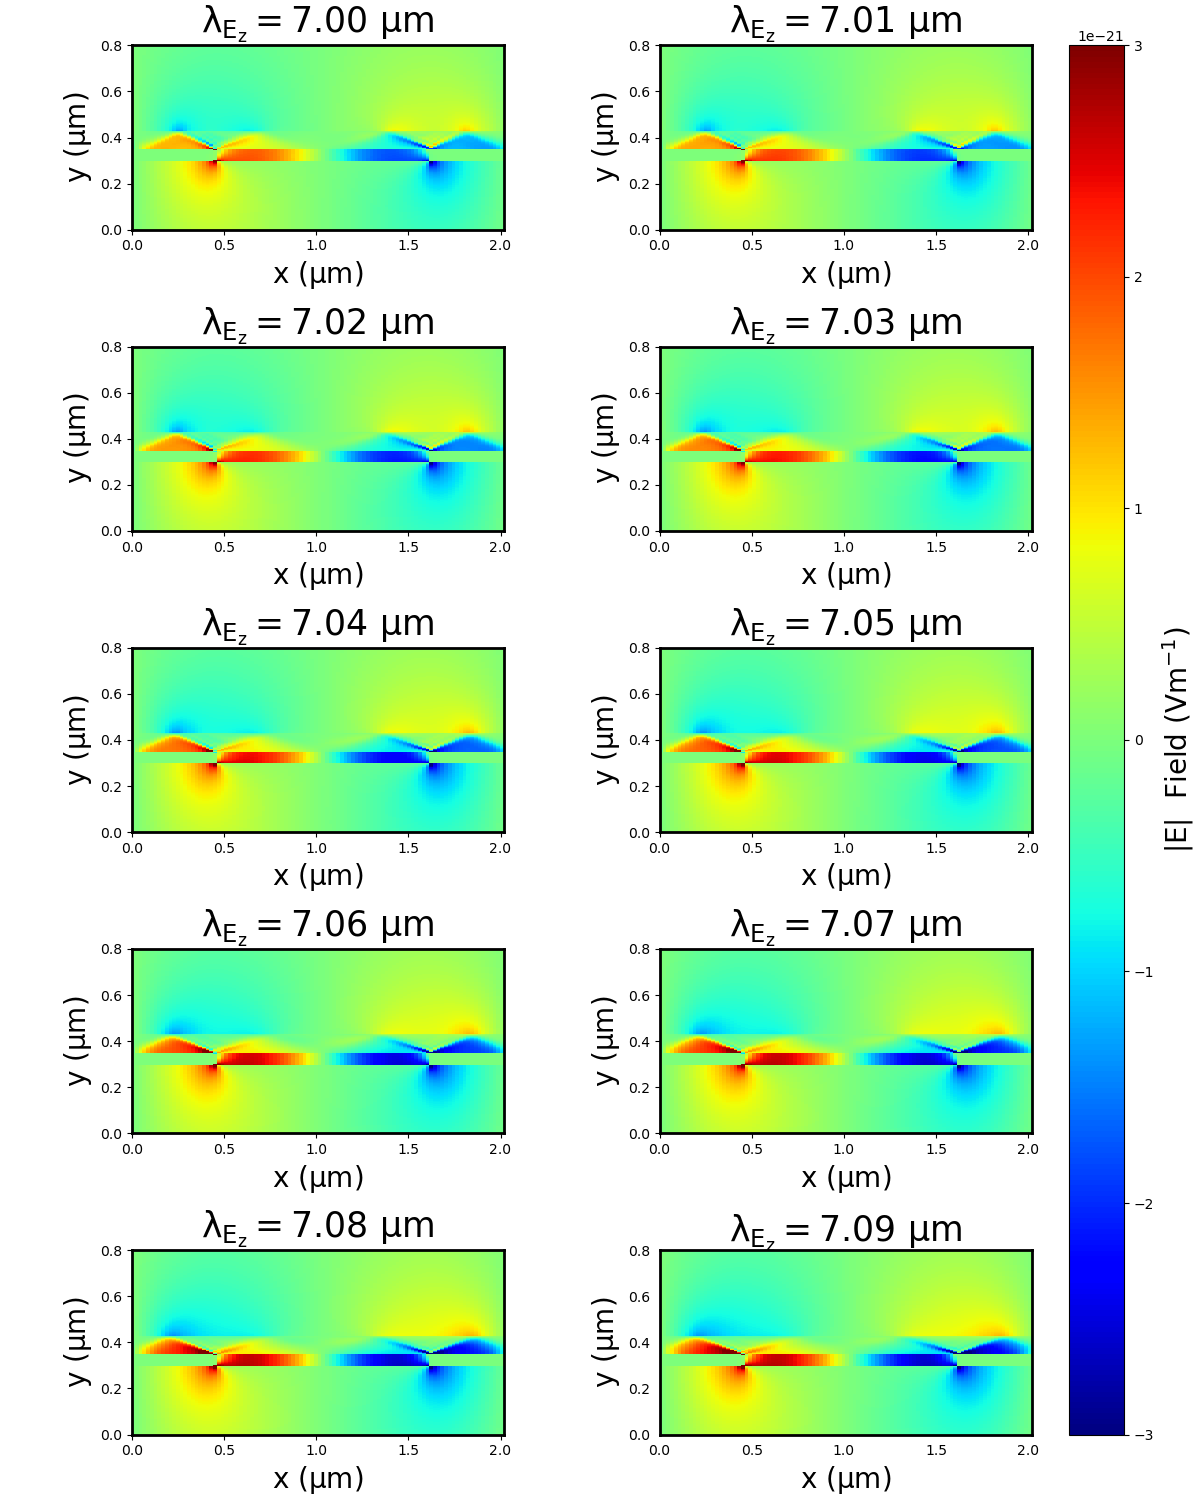 λEz = 7.00 µm
λEz = 7.01 µm
1e−21
0.8
0.6
0.4
0.2
0.0
y (µm)
0.0 0.5 1.0 1.5 2.0
x (µm)
0.8
0.6
0.4
0.2
0.0
y (µm)
0.0 0.5 1.0 1.5 2.0
x (µm)
λEz = 7.02 µm
λEz = 7.03 µm
0.8
0.6
0.4
0.2
0.0
y (µm)
0.0 0.5 1.0 1.5 2.0
x (µm)
0.8
0.6
0.4
0.2
0.0
y (µm)
0.0 0.5 1.0 1.5 2.0
x (µm)
λEz = 7.04 µm
λEz = 7.05 µm
0.8
0.6
0.4
0.2
0.0
y (µm)
0.0 0.5 1.0 1.5 2.0
x (µm)
0.8
0.6
0.4
0.2
0.0
y (µm)
0.0 0.5 1.0 1.5 2.0
x (µm)
λEz = 7.06 µm
λEz = 7.07 µm
0.8
0.6
0.4
0.2
0.0
y (µm)
0.0 0.5 1.0 1.5 2.0
x (µm)
0.8
0.6
0.4
0.2
0.0
y (µm)
0.0 0.5 1.0 1.5 2.0
x (µm)
λEz = 7.08 µm
λEz = 7.09 µm
0.8
0.6
0.4
0.2
0.0
y (µm)
0.0 0.5 1.0 1.5 2.0
x (µm)
0.8
0.6
0.4
0.2
0.0
y (µm)
0.0 0.5 1.0 1.5 2.0
x (µm)
3
2
1
0
−1
−2
−3
|E| Field (Vm⁻¹)